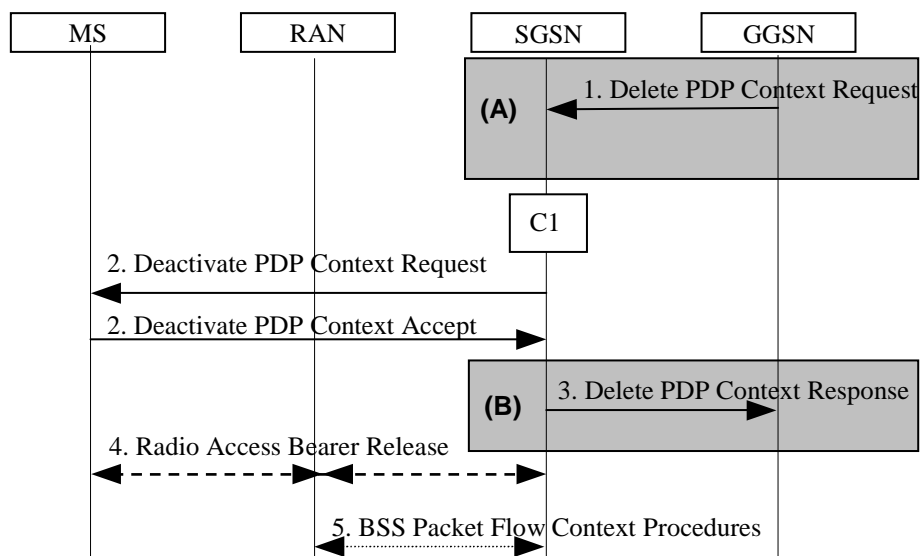 MS
RAN
SGSN
GGSN
1. Delete PDP Context Request
(A)
C1
2. Deactivate PDP Context Request
2. Deactivate PDP Context Accept
3. Delete PDP Context Response
(B)
4. Radio Access Bearer Release
5. BSS Packet Flow Context Procedures